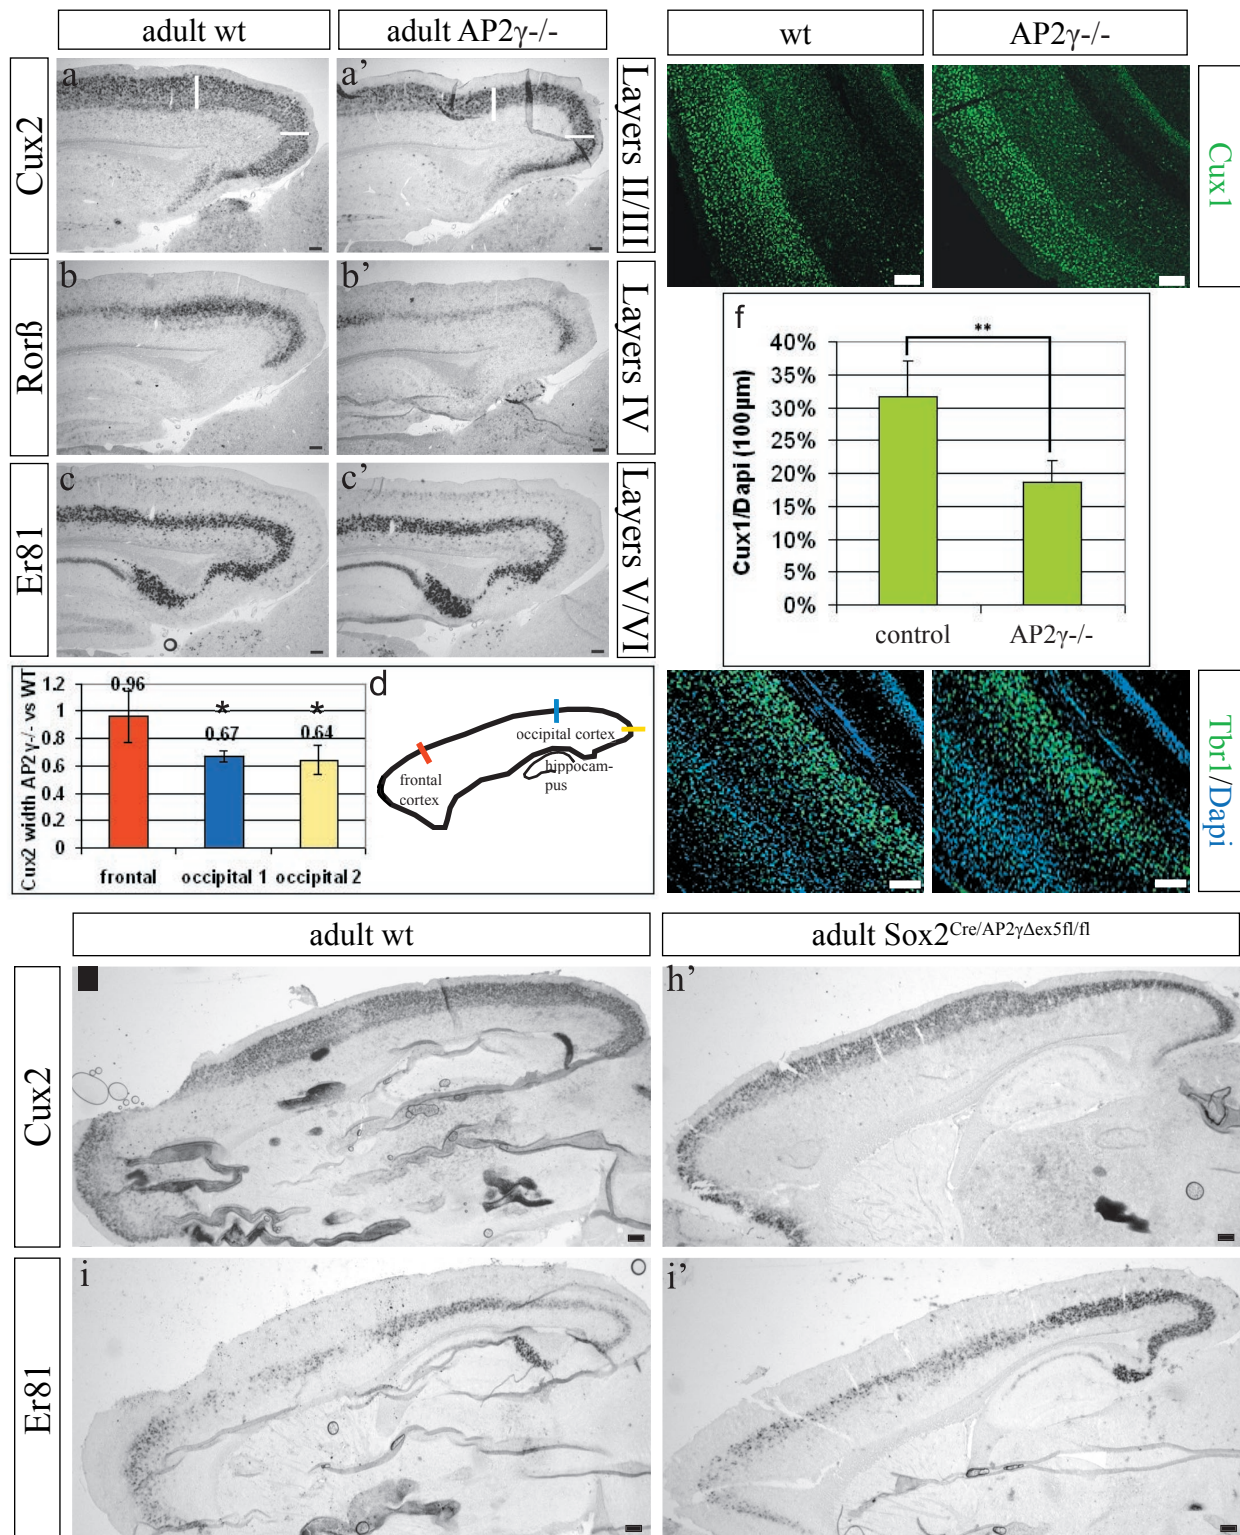 adult wt
adult AP2γ-/-
wt
AP2γ-/-
Cux2
a
a’
Layers II/III
Cux1
Rorß
b
b’
Layers IV
Er81
c
c’
Layers V/VI
f
**
40%
35%
30%
25%
20%
15%
10%
5%
0%
Cux1/Dapi (100µm)
control
AP2γ-/-
Cux2 width AP2γ-/- vs WT
1.2
1
0.8
0.6
0.4
0.2
0
0.96
*
0.67
*
0.64
frontal
occipital 1
occipital 2
d
occipital cortex
hippocam-
pus
frontal
cortex
Tbr1/Dapi
adult wt
adult Sox2Cre/AP2γΔex5fl/fl
Cux2
h’
Er81
i
i’